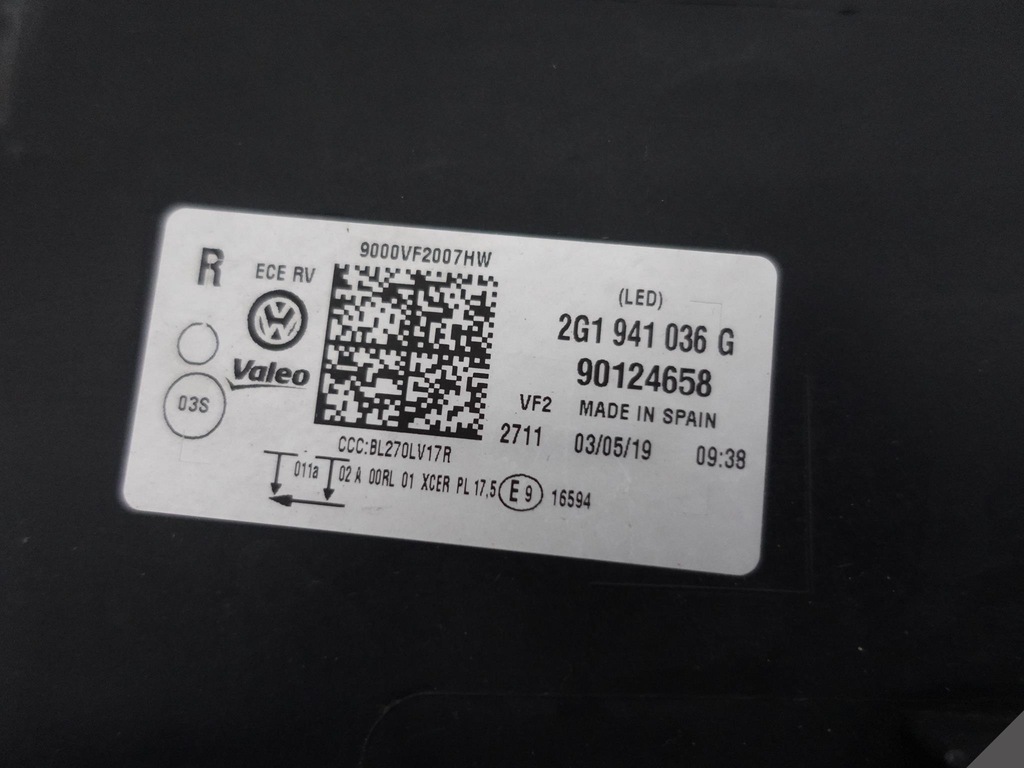 R
ECE RV
9000VF2007HW
Valeo
03S
(LED)
2G1 941 036 G
90124658
VF2 MADE IN SPAIN
2711 03/05/19 09:38
CCC:BL270LV17R
011a 02 A 00RL 01 XCER PL 17,5 E 9 16594